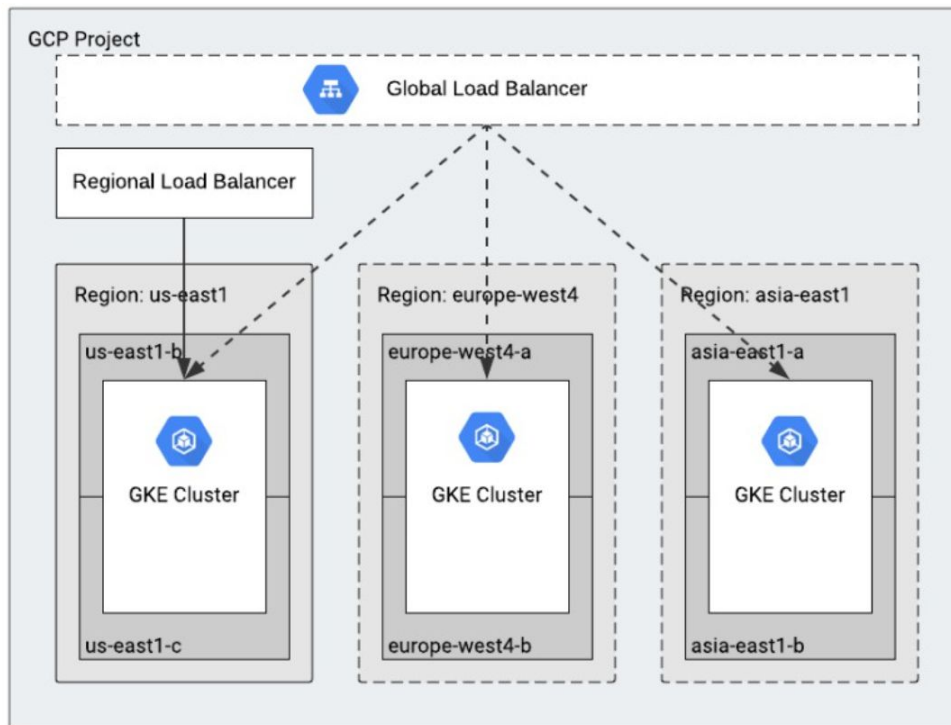 GCP Project
Global Load Balancer
Regional Load Balancer
Region: us-east1
Region: europe-west4
Region: asia-east1
us-east1-b
europe-west4-a
asia-east1-a
GKE Cluster
GKE Cluster
GKE Cluster
us-east1-c
europe-west4-b
asia-east1-b